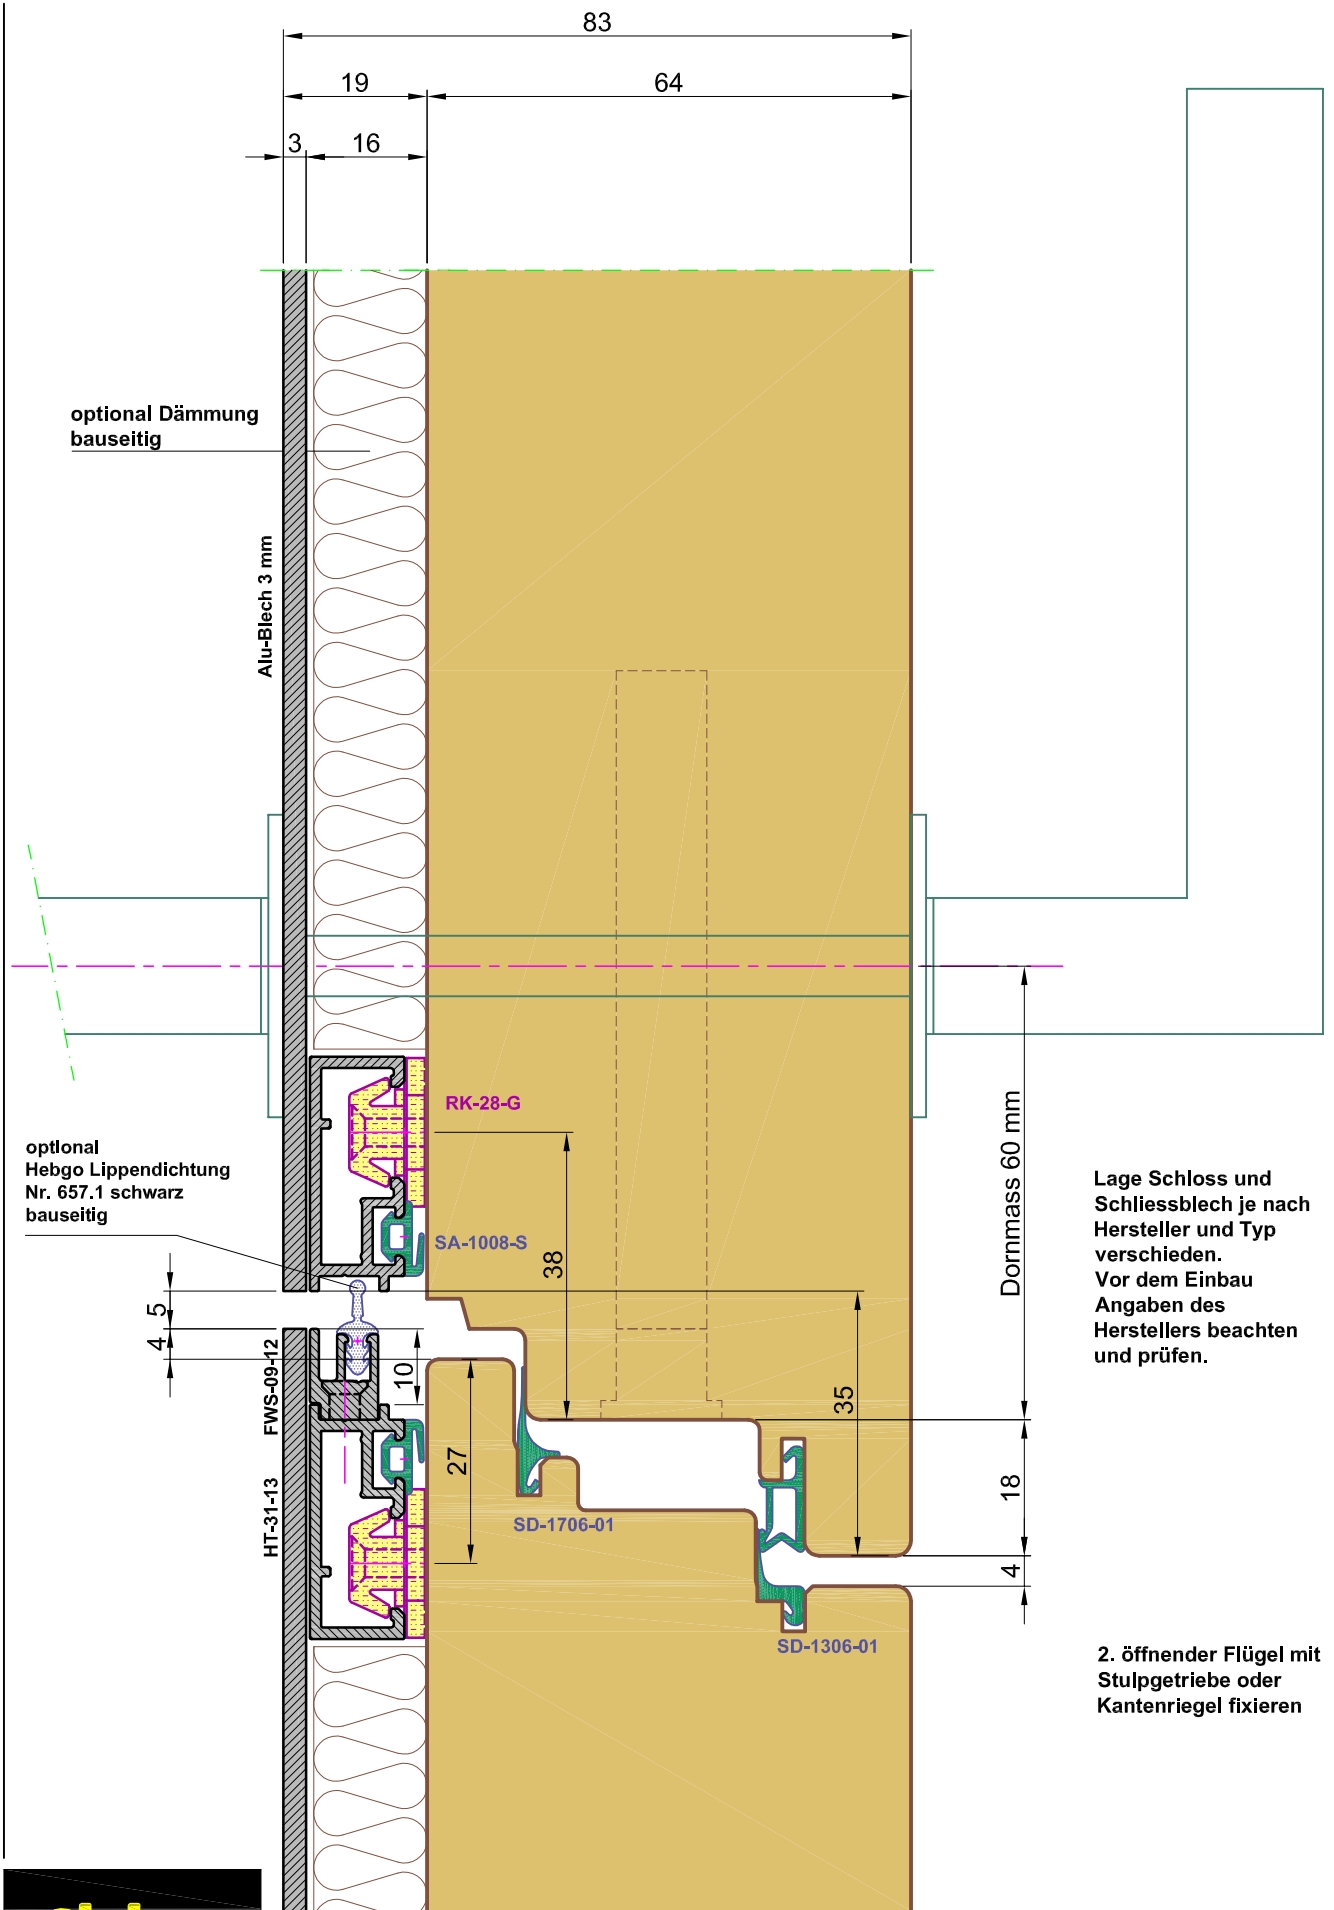 83
19
64
3
16
optional Dämmung
bauseitig
Alu-Blech 3 mm
RK-28-G
optional
Hebgo Lippendichtung
Nr. 657.1 schwarz
bauseitig
SA-1008-S
38
Dornmass 60 mm
Lage Schloss und
Schliessblech je nach
Hersteller und Typ
verschieden.
Vor dem Einbau
Angaben des
Herstellers beachten
und prüfen.
5
4
FWS-09-12
10
35
27
HT-31-13
18
SD-1706-01
4
SD-1306-01
2. öffnender Flügel mit
Stulpgetriebe oder
Kantenriegel fixieren